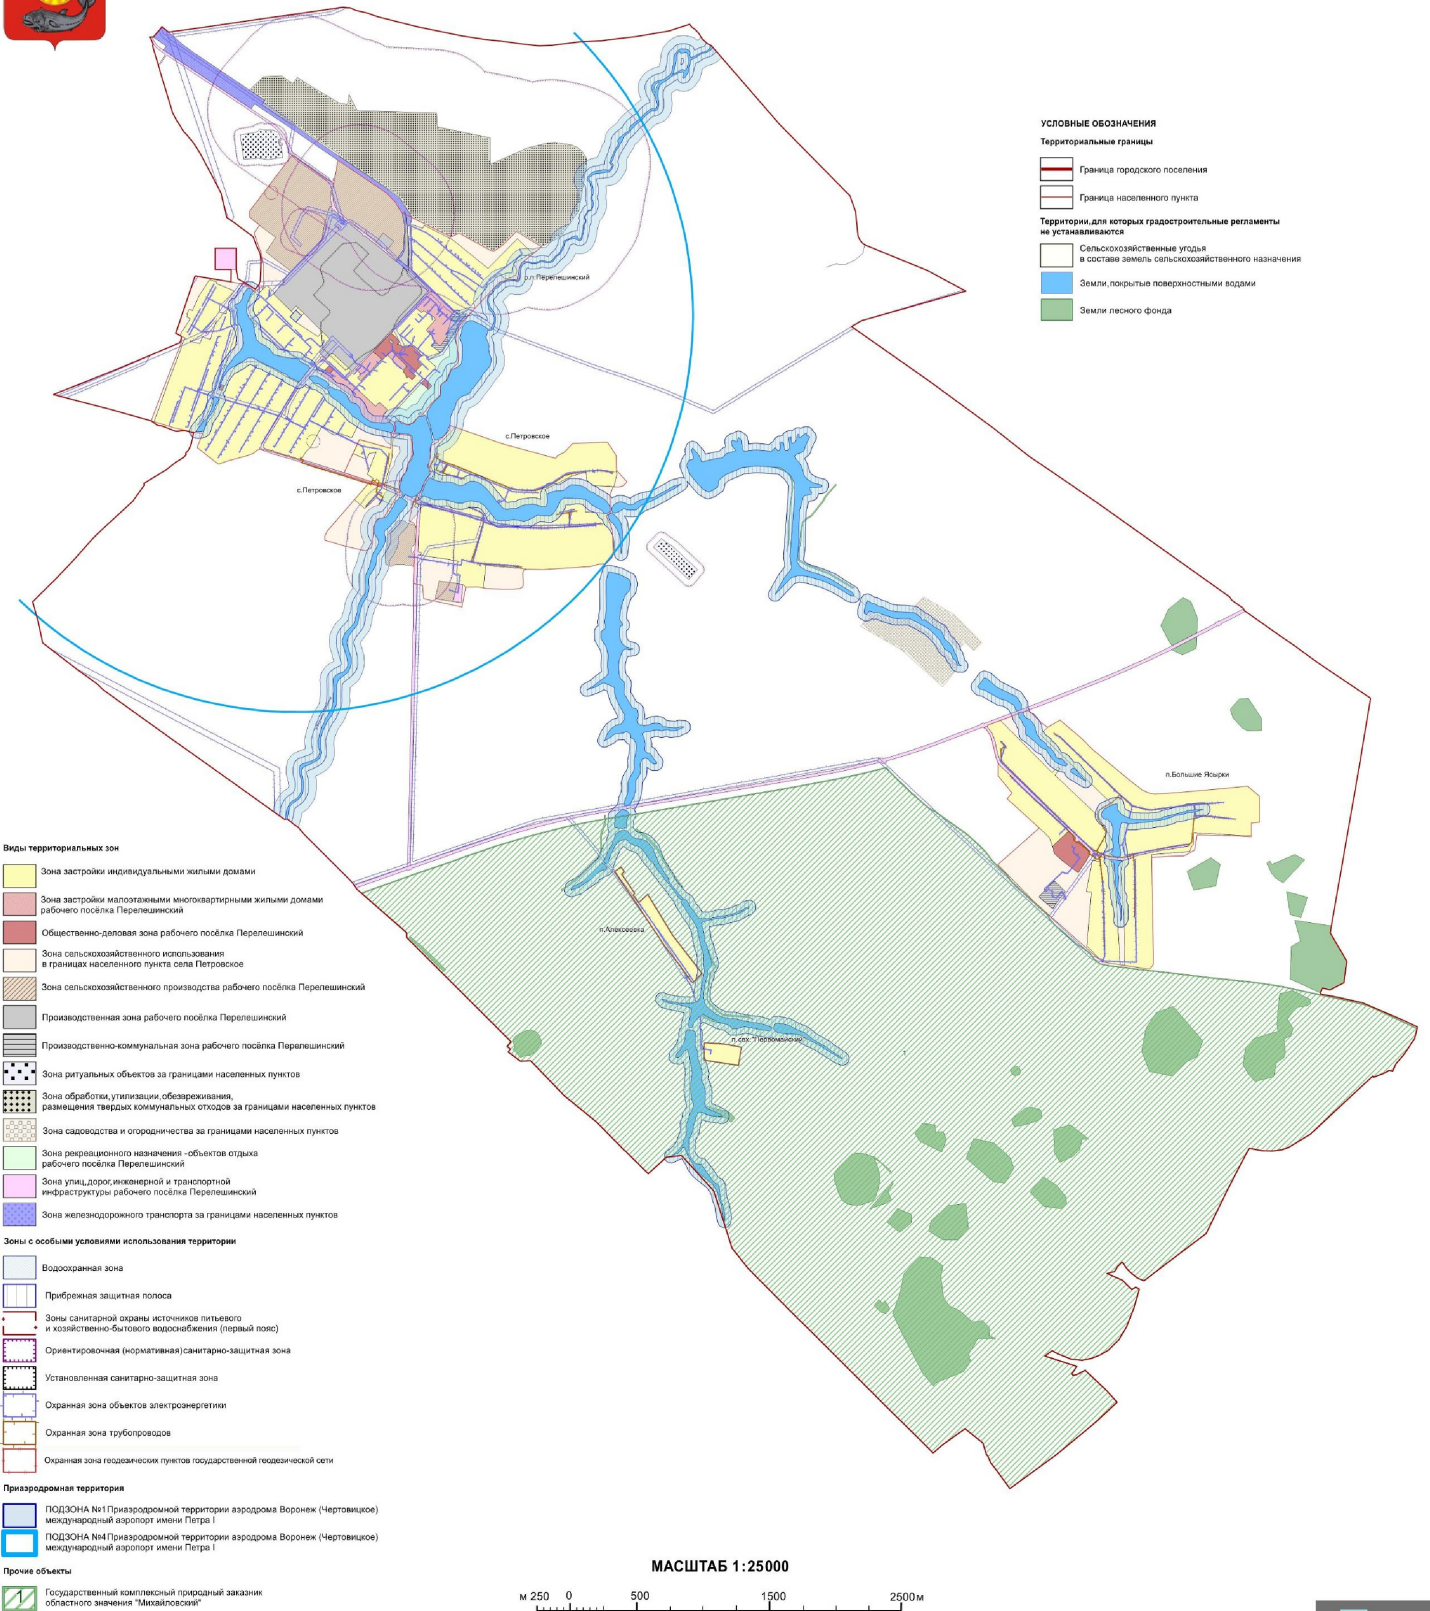 УСЛОВНЫЕ ОБОЗНАЧЕНИЯ
Территориальные границы
Граница городского поселения
Граница населенного пункта
Территории, для которых градостроительные регламенты
не устанавливаются
Сельскохозяйственные угодья
в составе земель сельскохозяйственного назначения
Земли, покрытые поверхностными водами
Земли лесного фонда
р.п. Перелешинский
с.Петровское
с.Петровское
п.Большие Ясырки
п.Алексеевка
п.свх. "Первомайский"
1
Виды территориальных зон
Зона застройки индивидуальными жилыми домами
Зона застройки малоэтажными многоквартирными жилыми домами
рабочего посёлка Перелешинский
Общественно-деловая зона рабочего посёлка Перелешинский
Зона сельскохозяйственного использования
в границах населенного пункта села Петровское
Зона сельскохозяйственного производства рабочего посёлка Перелешинский
Производственная зона рабочего посёлка Перелешинский
Производственно-коммунальная зона рабочего посёлка Перелешинский
Зона ритуальных объектов за границами населенных пунктов
Зона обработки, утилизации, обезвреживания,
размещения твердых коммунальных отходов за границами населенных пунктов
Зона садоводства и огородничества за границами населенных пунктов
Зона рекреационного назначения -объектов отдыха
рабочего посёлка Перелешинский
Зона улиц, дорог, инженерной и транспортной
инфраструктуры рабочего посёлка Перелешинский
Зона железнодорожного транспорта за границами населенных пунктов
Зоны с особыми условиями использования территории
Водоохранная зона
Прибрежная защитная полоса
Зоны санитарной охраны источников питьевого
и хозяйственно-бытового водоснабжения (первый пояс)
Ориентировочная (нормативная) санитарно-защитная зона
Установленная санитарно-защитная зона
Охранная зона объектов электроэнергетики
Охранная зона трубопроводов
Охранная зона геодезических пунктов государственной геодезической сети
Приаэродромная территория
ПОДЗОНА №1 Приаэродромной территории аэродрома Воронеж (Чертовицкое)
международный аэропорт имени Петра I
ПОДЗОНА №4 Приаэродромной территории аэродрома Воронеж (Чертовицкое)
международный аэропорт имени Петра I
Прочие объекты
1 Государственный комплексный природный заказник
областного значения "Михайловский"
МАСШТАБ 1:25000
м 250 0 500 1500 2500м